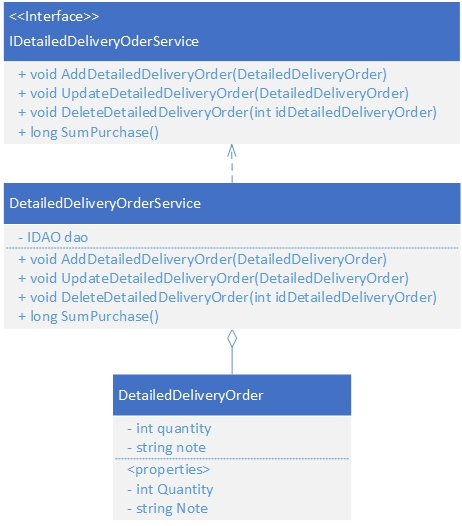 <<Interface>>
IDetailedDeliveryOderService
+ void AddDetailedDeliveryOrder(DetailedDeliveryOrder)
+ void UpdateDetailedDeliveryOrder(DetailedDeliveryOrder)
+ void DeleteDetailedDeliveryOrder(int idDetailedDeliveryOrder)
+ long SumPurchase()
DetailedDeliveryOrderService
- IDAO dao
+ void AddDetailedDeliveryOrder(DetailedDeliveryOrder)
+ void UpdateDetailedDeliveryOrder(DetailedDeliveryOrder)
+ void DeleteDetailedDeliveryOrder(int idDetailedDeliveryOrder)
+ long SumPurchase()
DetailedDeliveryOrder
- int quantity
- string note
<properties>
- int Quantity
- string Note